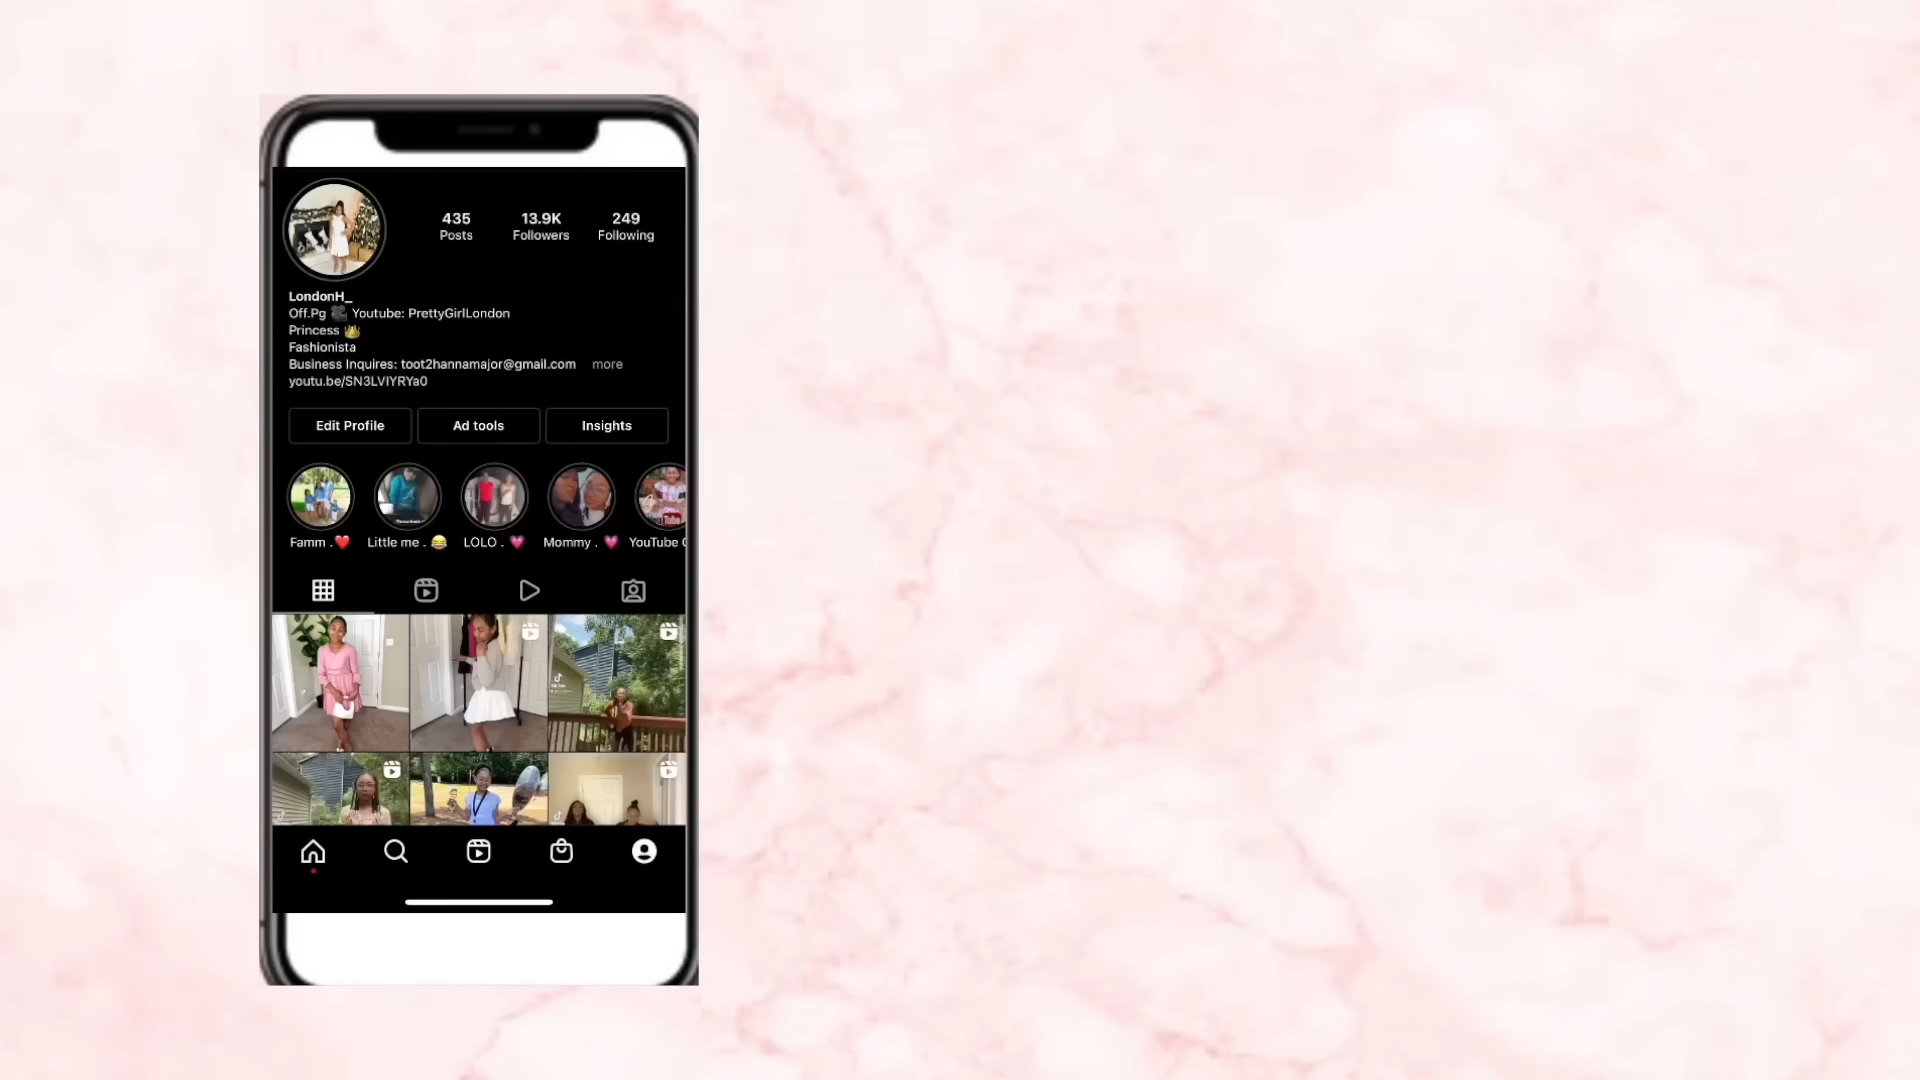 435
Posts
13.9K
Followers
249
Following
LondonH_
Off.Pg 🎥 Youtube: PrettyGirlLondon
Princess 👑
Fashionista
Business Inquires: toot2hannamajor@gmail.com more
youtu.be/SN3LVIYRYa0
Edit Profile
Ad tools
Insights
Famm .❤️
Little me . 😂
LOLO . 💗
Mommy . 💗
YouTube